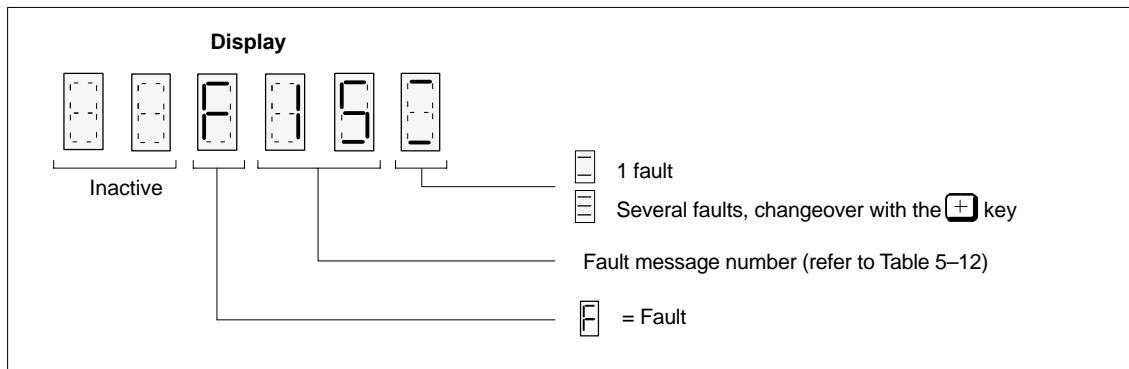 Display
F15
Inactive
1 fault
Several faults, changeover with the + key
Fault message number (refer to Table 5–12)
F = Fault